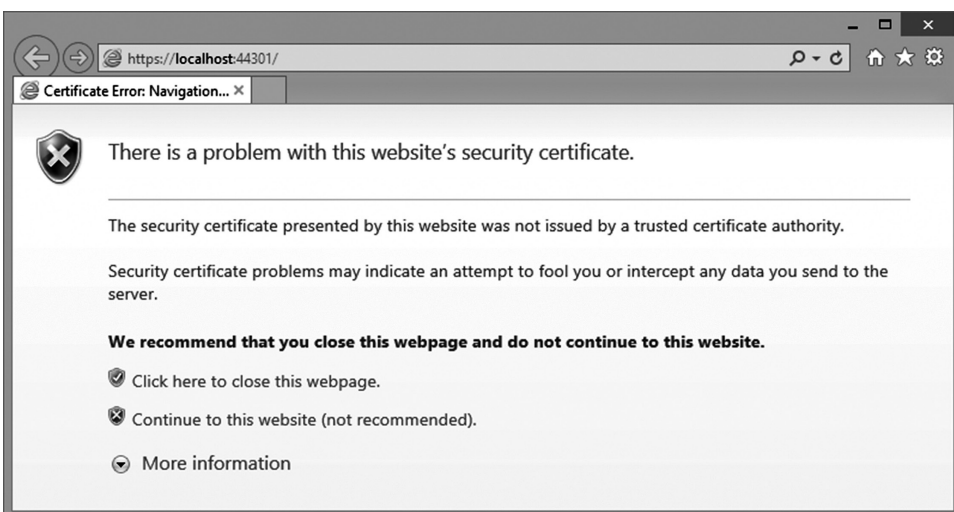 https://localhost:44301/
Certificate Error: Navigation...
There is a problem with this website's security certificate.
The security certificate presented by this website was not issued by a trusted certificate authority.
Security certificate problems may indicate an attempt to fool you or intercept any data you send to the
server.
We recommend that you close this webpage and do not continue to this website.
Click here to close this webpage.
Continue to this website (not recommended).
More information